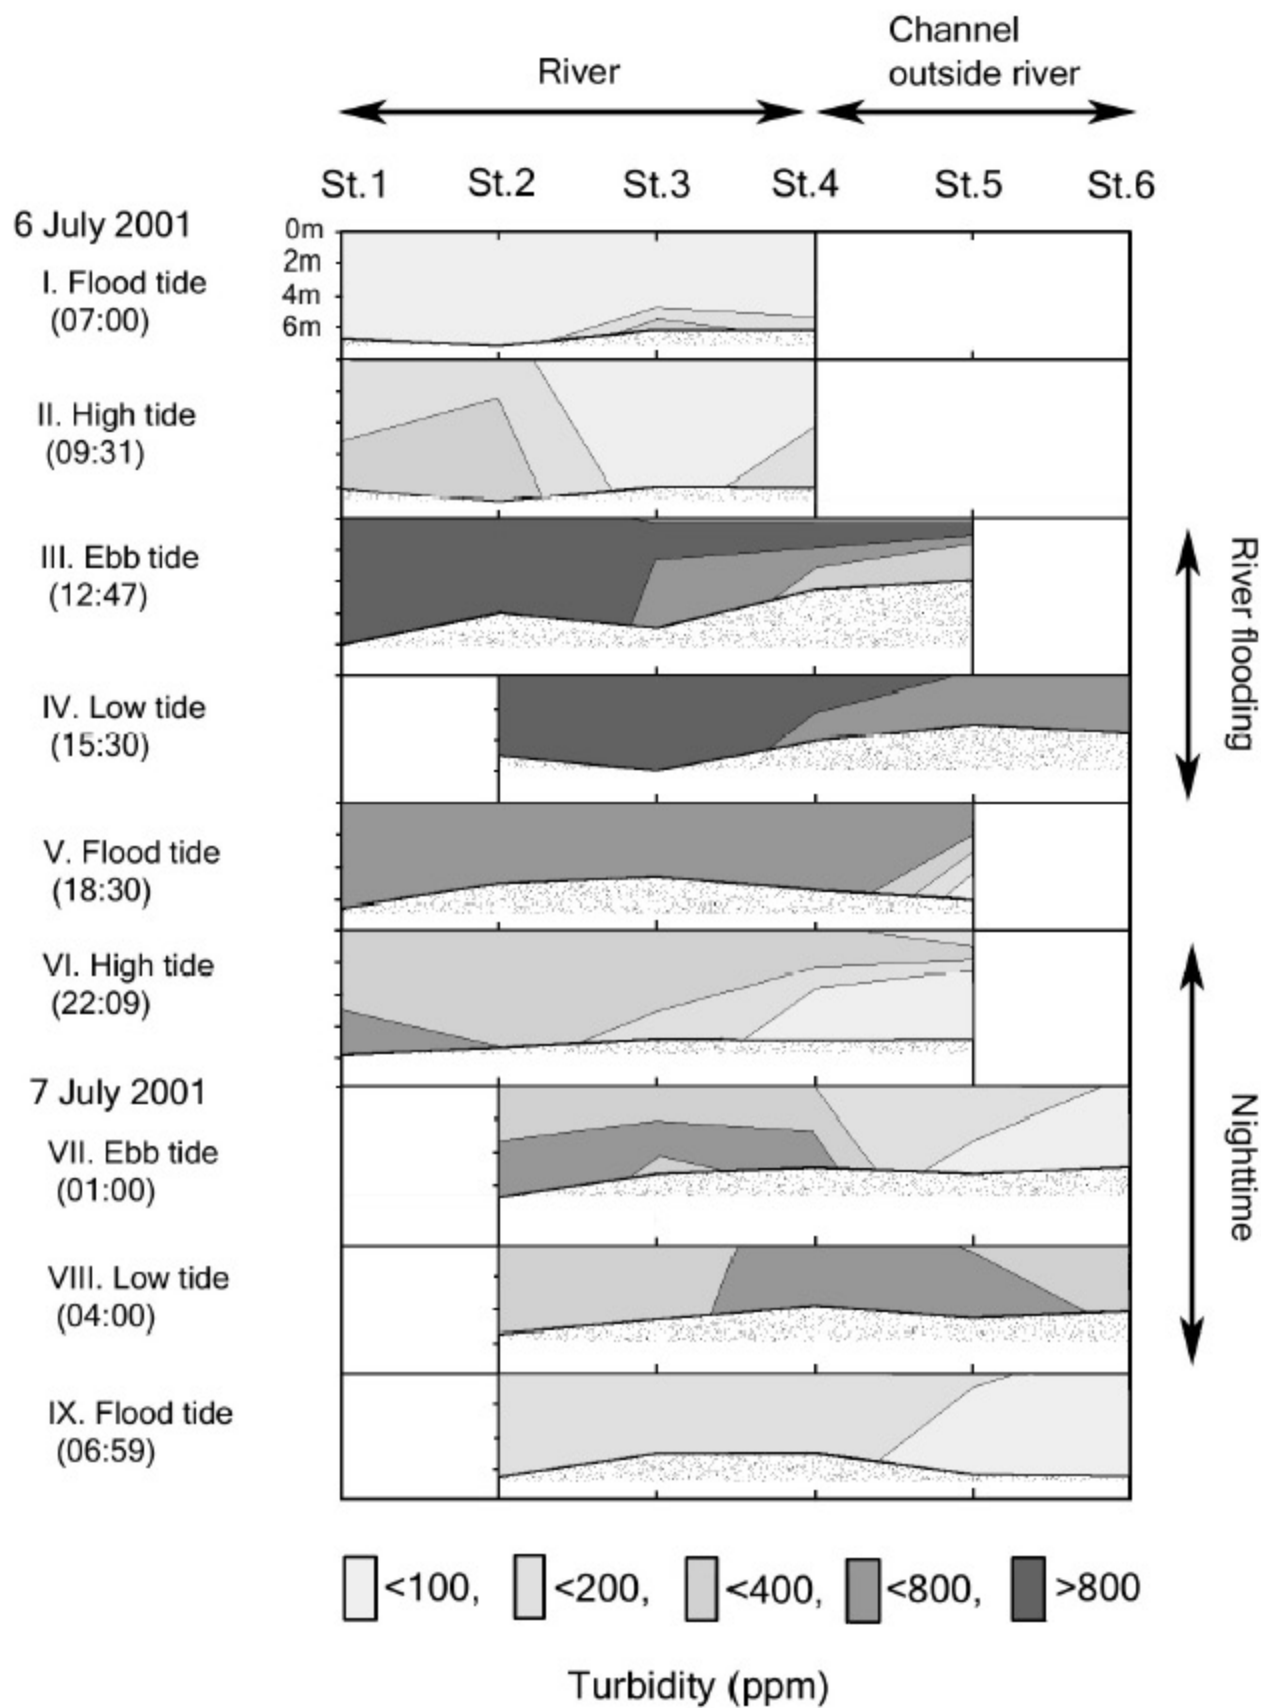 Channel
River outside river
St.1 St.2 St.3 St.4 St.5 St.6
6 July 2001
0m
2m
4m
6m
I. Flood tide
(07:00)
II. High tide
(09:31)
III. Ebb tide
(12:47)
IV. Low tide
(15:30)
River flooding
V. Flood tide
(18:30)
VI. High tide
(22:09)
7 July 2001
VII. Ebb tide
(01:00)
Nighttime
VIII. Low tide
(04:00)
IX. Flood tide
(06:59)
<100, <200, <400, <800, >800
Turbidity (ppm)